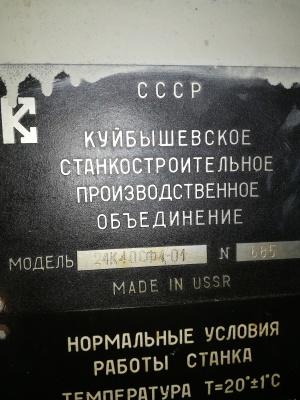 СССР
КУЙБЫШЕВСКОЕ
СТАНКОСТРОИТЕЛЬНОЕ
ПРОИЗВОДСТВЕННОЕ
ОБЪЕДИНЕНИЕ
МОДЕЛЬ 24К40СФ4-01 N 665
MADE IN USSR
НОРМАЛЬНЫЕ УСЛОВИЯ
РАБОТЫ СТАНКА
ТЕМПЕРАТУРА Т=20°±1°С